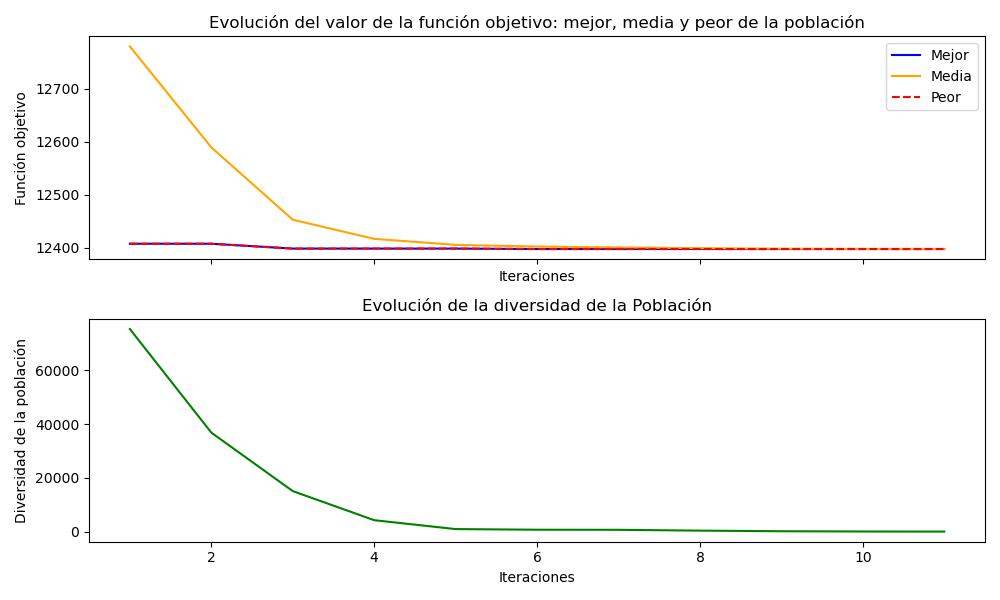 Evolución del valor de la función objetivo: mejor, media y peor de la población
Mejor
Media
Peor
Función objetivo
12700
12600
12500
12400
Iteraciones
Evolución de la diversidad de la Población
Diversidad de la población
60000
40000
20000
0
2 4 6 8 10
Iteraciones